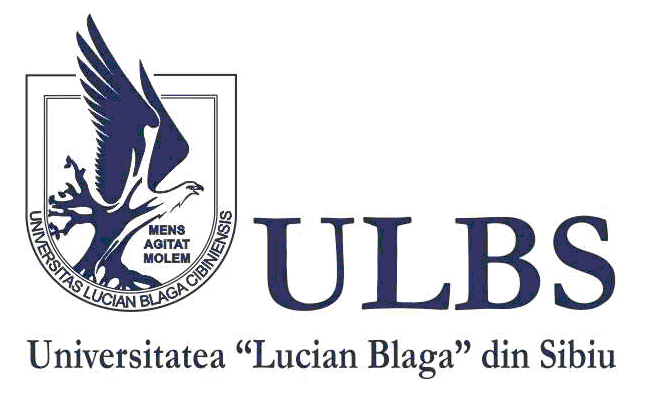 MENS
AGITAT
MOLEM
UNIVERSITAS LUCIAN BLAGA CIBINIENSIS
ULBS
Universitatea “Lucian Blaga” din Sibiu